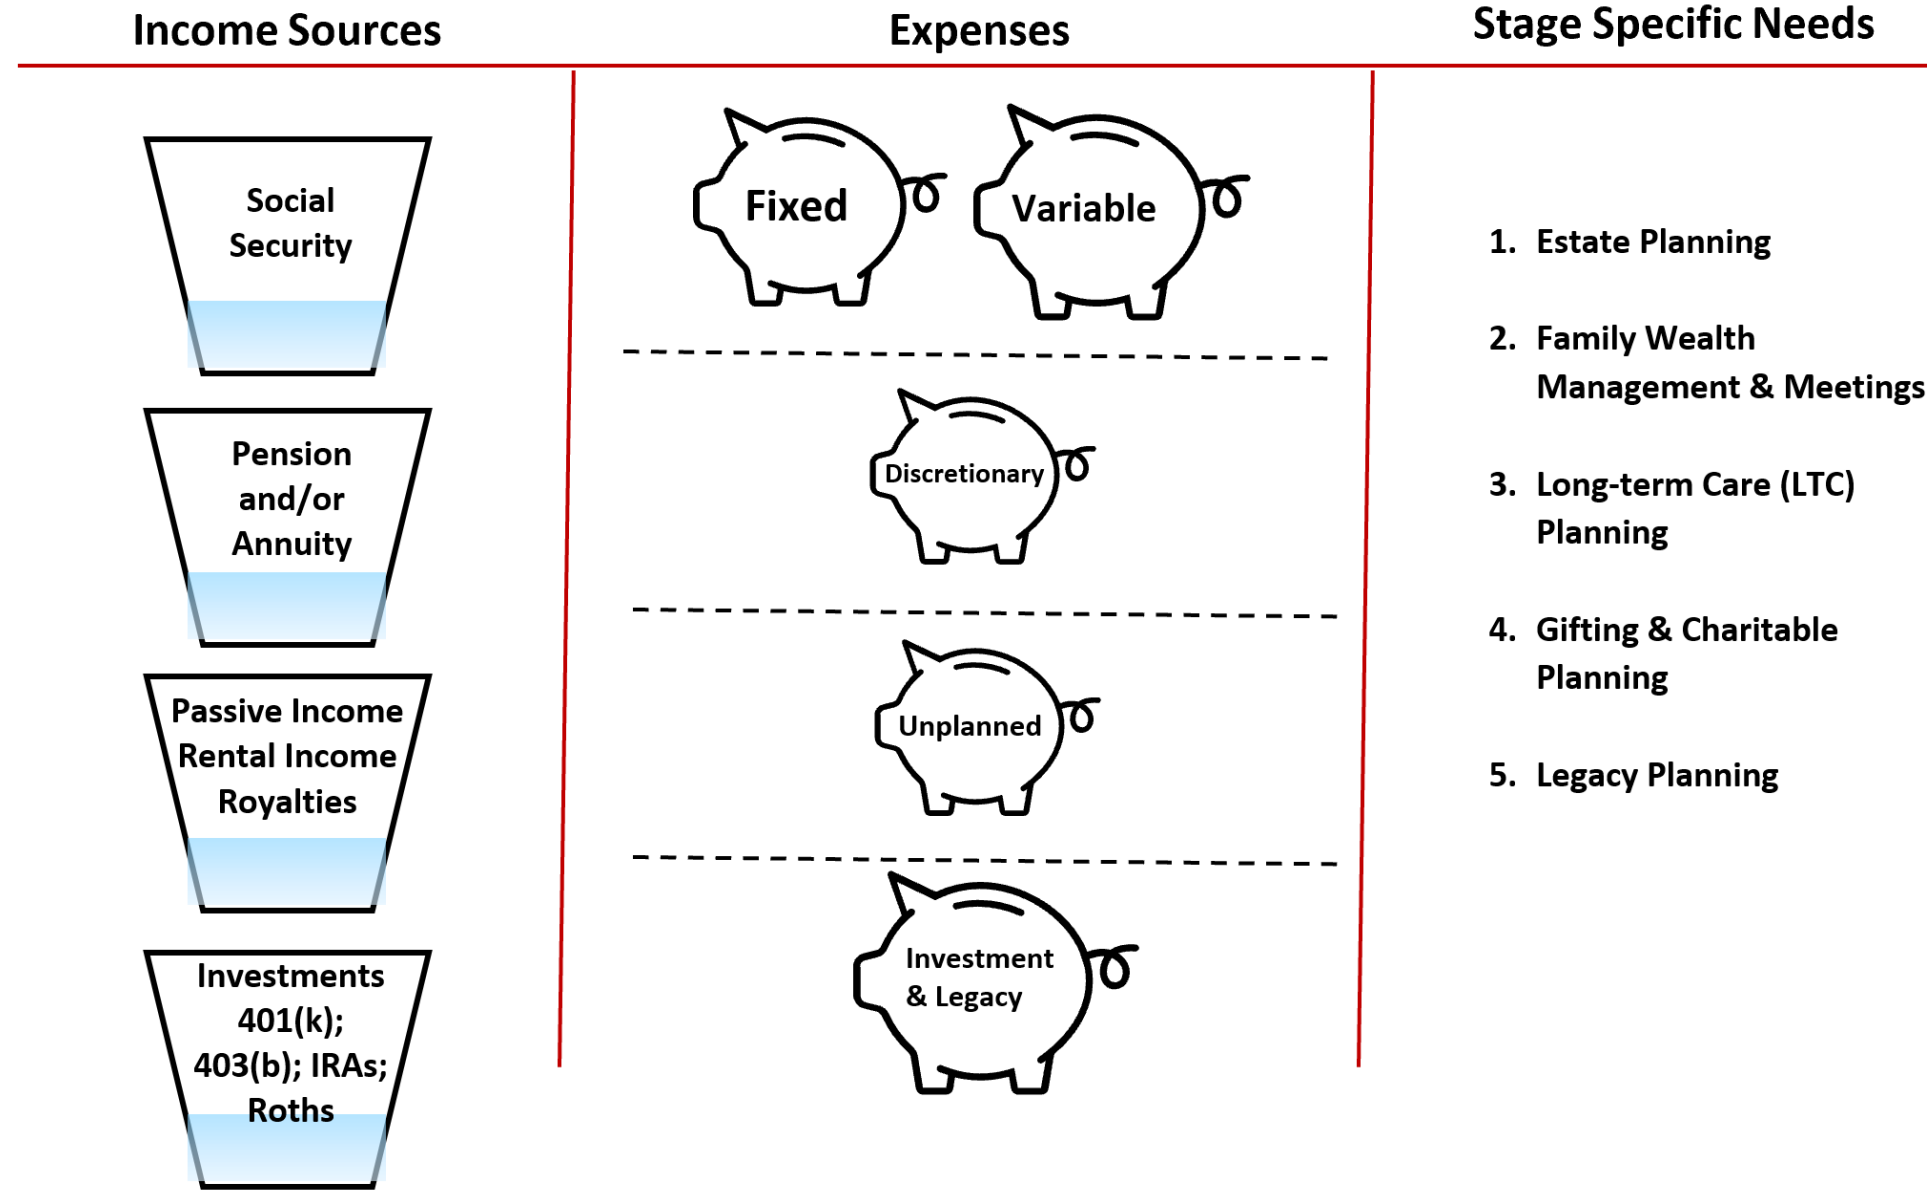 Income Sources
Expenses
Stage Specific Needs
Social
Security
Pension
and/or
Annuity
Passive Income
Rental Income
Royalties
Investments
401(k);
403(b); IRAs;
Roths
Fixed
Variable
Discretionary
Unplanned
Investment
& Legacy
1. Estate Planning
2. Family Wealth
Management & Meetings
3. Long-term Care (LTC)
Planning
4. Gifting & Charitable
Planning
5. Legacy Planning